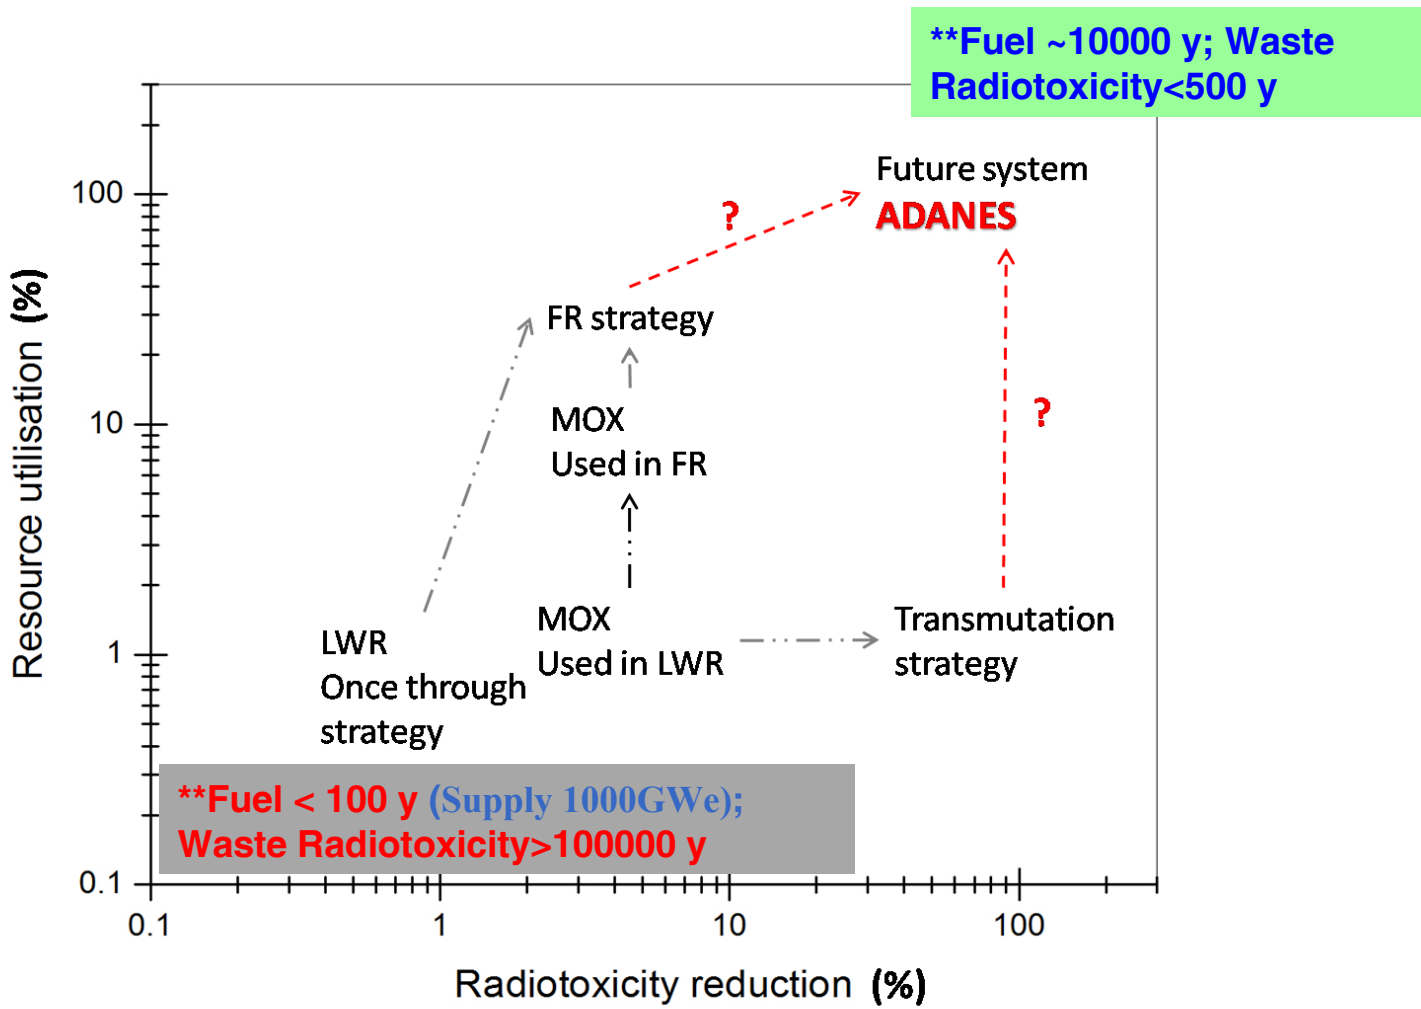 **Fuel ~10000 y; Waste
Radiotoxicity<500 y
Future system
ADANES
?
FR strategy
MOX
Used in FR
?
MOX
Used in LWR
Transmutation
strategy
LWR
Once through
strategy
**Fuel < 100 y (Supply 1000GWe);
Waste Radiotoxicity>100000 y
Resource utilisation (%)
100
10
1
0.1
0.1
1
10
100
Radiotoxicity reduction (%)